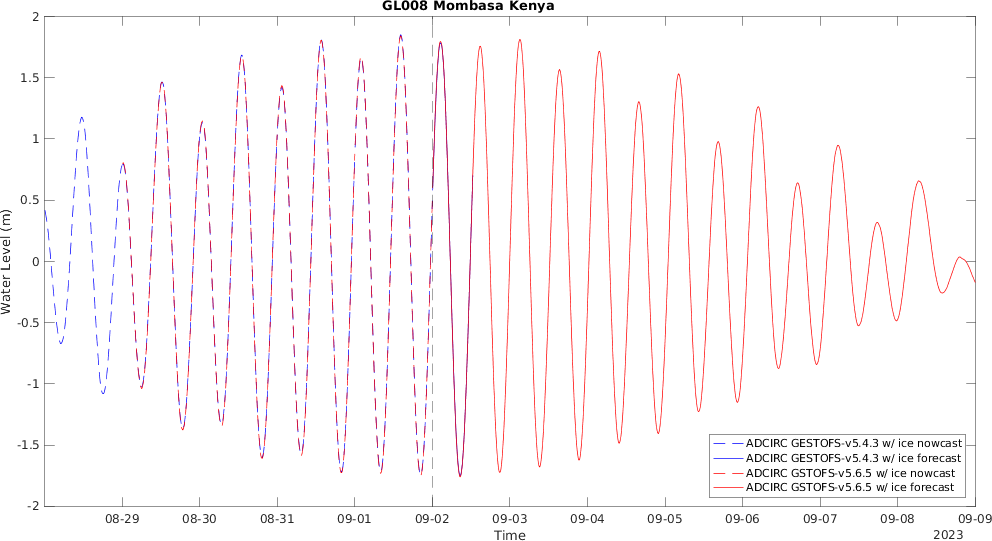 GL008 Mombasa Kenya
2
1.5
1
0.5
0
-0.5
-1
-1.5
-2
Water Level (m)
ADCIRC GESTOFS-v5.4.3 w/ ice nowcast
ADCIRC GESTOFS-v5.4.3 w/ ice forecast
ADCIRC GSTOFS-v5.6.5 w/ ice nowcast
ADCIRC GSTOFS-v5.6.5 w/ ice forecast
08-29 08-30 08-31 09-01 09-02 09-03 09-04 09-05 09-06 09-07 09-08 09-09
Time
2023